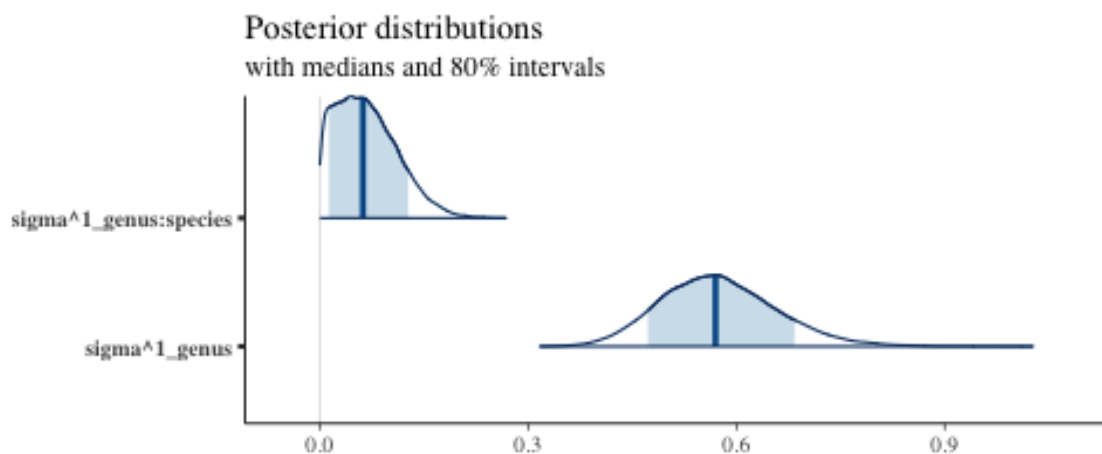 Posterior distributions
with medians and 80% intervals
sigma^1_genus:species
sigma^1_genus
0.0 0.3 0.6 0.9